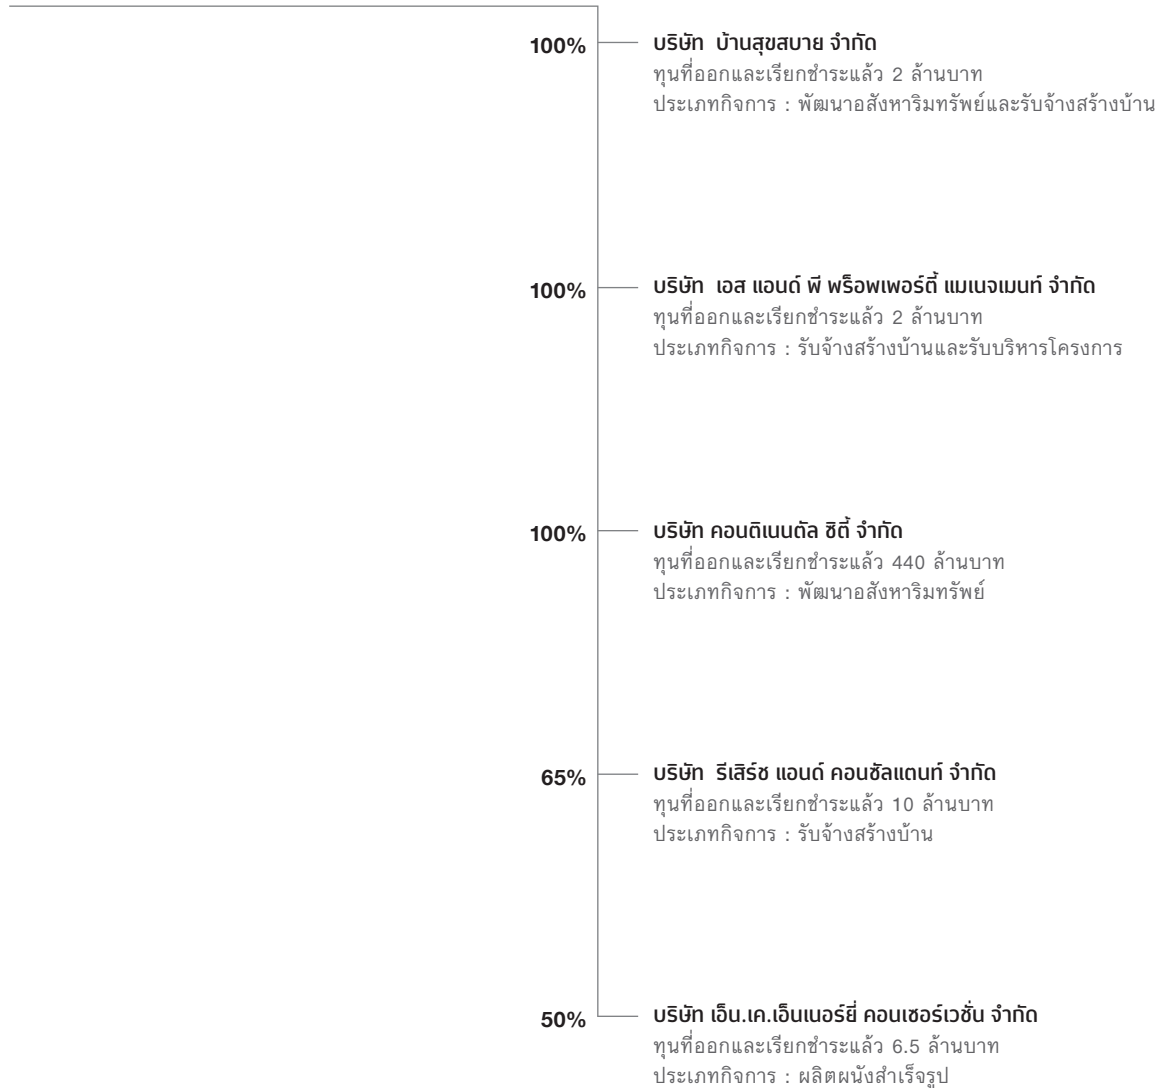 100% บริษัท บ้านสุขสบาย จำกัด
ทุนที่ออกและเรียกชำระแล้ว 2 ล้านบาท
ประเภทกิจการ : พัฒนาอสังหาริมทรัพย์และรับจ้างสร้างบ้าน
100% บริษัท เอส แอนด์ พี พร็อพเพอร์ตี้ แมเนจเมนท์ จำกัด
ทุนที่ออกและเรียกชำระแล้ว 2 ล้านบาท
ประเภทกิจการ : รับจ้างสร้างบ้านและรับบริหารโครงการ
100% บริษัท คอนติเนนตัล ซิตี้ จำกัด
ทุนที่ออกและเรียกชำระแล้ว 440 ล้านบาท
ประเภทกิจการ : พัฒนาอสังหาริมทรัพย์
65% บริษัท รีเสิร์ช แอนด์ คอนซัลแตนท์ จำกัด
ทุนที่ออกและเรียกชำระแล้ว 10 ล้านบาท
ประเภทกิจการ : รับจ้างสร้างบ้าน
50% บริษัท เอ็น.เค.เอ็นเนอร์ยี่ คอนเซอร์เวชั่น จำกัด
ทุนที่ออกและเรียกชำระแล้ว 6.5 ล้านบาท
ประเภทกิจการ : ผลิตผนังสำเร็จรูป